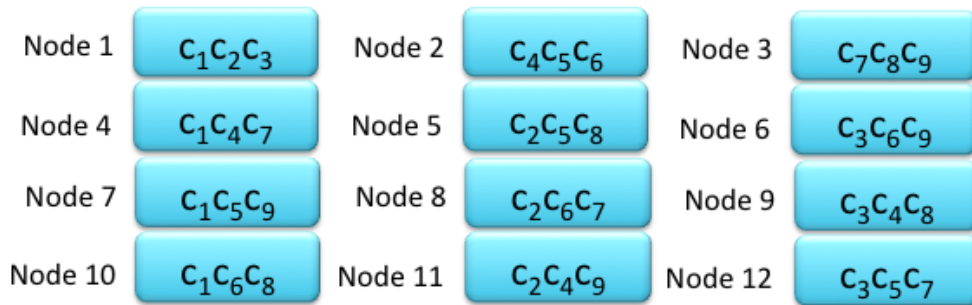 Node 1 C₁C₂C₃ Node 2 C₄C₅C₆ Node 3 C₇C₈C₉
Node 4 C₁C₄C₇ Node 5 C₂C₅C₈ Node 6 C₃C₆C₉
Node 7 C₁C₅C₉ Node 8 C₂C₆C₇ Node 9 C₃C₄C₈
Node 10 C₁C₆C₈ Node 11 C₂C₄C₉ Node 12 C₃C₅C₇